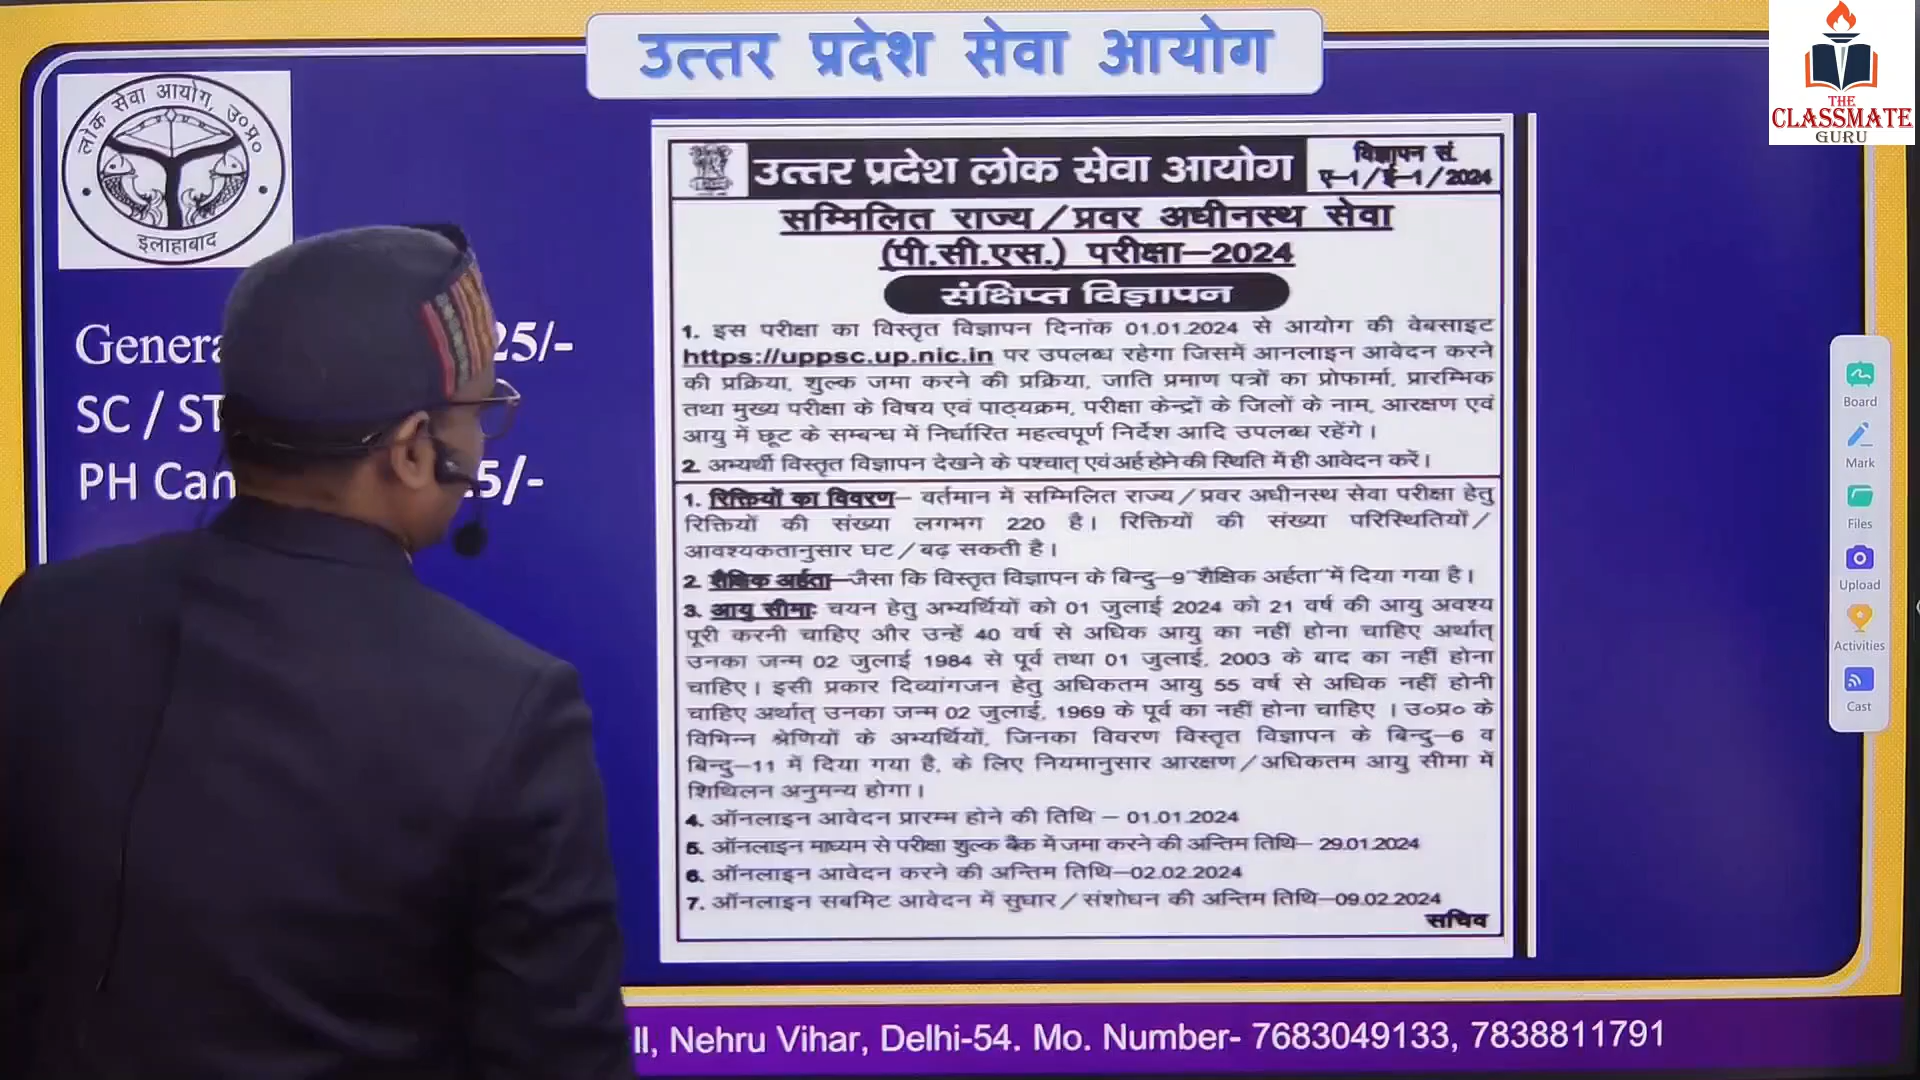 उत्तर प्रदेश सेवा आयोग
THE
CLASSMATE
GURU
लोक सेवा आयोग, उ०प्र०
इलाहाबाद
25/-
SC / ST
5/-
उत्तर प्रदेश लोक सेवा आयोग
विज्ञापन सं.
ए-1/ई-1/2024
सम्मिलित राज्य/प्रवर अधीनस्थ सेवा
(पी.सी.एस.) परीक्षा-2024
संक्षिप्त विज्ञापन
1. इस परीक्षा का विस्तृत विज्ञापन दिनांक 01.01.2024 से आयोग की वेबसाइट
https://uppsc.up.nic.in पर उपलब्ध रहेगा जिसमें आनलाइन आवेदन करने
की प्रक्रिया, शुल्क जमा करने की प्रक्रिया, जाति प्रमाण पत्रों का प्रोफार्मा, प्रारम्भिक
तथा मुख्य परीक्षा के विषय एवं पाठ्यक्रम, परीक्षा केन्द्रों के जिलों के नाम, आरक्षण एवं
आयु में छूट के सम्बन्ध में निर्धारित महत्वपूर्ण निर्देश आदि उपलब्ध रहेंगे।
2. अभ्यर्थी विस्तृत विज्ञापन देखने के पश्चात् एवं अर्ह होने की स्थिति में ही आवेदन करें।
1. रिक्तियों का विवरण– वर्तमान में सम्मिलित राज्य/प्रवर अधीनस्थ सेवा परीक्षा हेतु
रिक्तियों की संख्या लगभग 220 है। रिक्तियों की संख्या परिस्थितियों/
आवश्यकतानुसार घट/बढ़ सकती है।
2. शैक्षिक अर्हता–जैसा कि विस्तृत विज्ञापन के बिन्दु-9 "शैक्षिक अर्हता" में दिया गया है।
3. आयु सीमाः चयन हेतु अभ्यर्थियों को 01 जुलाई 2024 को 21 वर्ष की आयु अवश्य
पूरी करनी चाहिए और उन्हें 40 वर्ष से अधिक आयु का नहीं होना चाहिए अर्थात्
उनका जन्म 02 जुलाई 1984 से पूर्व तथा 01 जुलाई, 2003 के बाद का नहीं होना
चाहिए। इसी प्रकार दिव्यांगजन हेतु अधिकतम आयु 55 वर्ष से अधिक नहीं होनी
चाहिए अर्थात् उनका जन्म 02 जुलाई, 1969 के पूर्व का नहीं होना चाहिए । उ०प्र० के
विभिन्न श्रेणियों के अभ्यर्थियों, जिनका विवरण विस्तृत विज्ञापन के बिन्दु-6 व
बिन्दु-11 में दिया गया है, के लिए नियमानुसार आरक्षण/अधिकतम आयु सीमा में
शिथिलन अनुमन्य होगा।
4. ऑनलाइन आवेदन प्रारम्भ होने की तिथि – 01.01.2024
5. ऑनलाइन माध्यम से परीक्षा शुल्क बैंक में जमा करने की अन्तिम तिथि– 29.01.2024
6. ऑनलाइन आवेदन करने की अन्तिम तिथि–02.02.2024
7. ऑनलाइन सबमिट आवेदन में सुधार/संशोधन की अन्तिम तिथि–09.02.2024
सचिव
Board
Mark
Files
Upload
Activities
Cast
II, Nehru Vihar, Delhi-54. Mo. Number- 7683049133, 7838811791